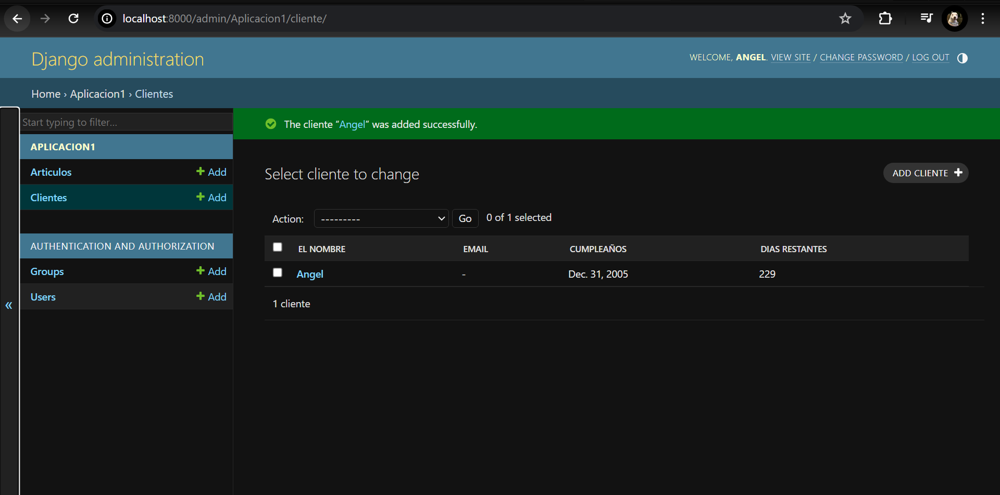 localhost:8000/admin/Aplicacion1/cliente/
Django administration
WELCOME, ANGEL. VIEW SITE / CHANGE PASSWORD / LOG OUT
Home › Aplicacion1 › Clientes
Start typing to filter...
APLICACION1
Articulos + Add
Clientes + Add
AUTHENTICATION AND AUTHORIZATION
Groups + Add
Users + Add
«
The cliente “Angel” was added successfully.
Select cliente to change
ADD CLIENTE +
Action: --------- Go 0 of 1 selected
EL NOMBRE EMAIL CUMPLEAÑOS DIAS RESTANTES
Angel - Dec. 31, 2005 229
1 cliente